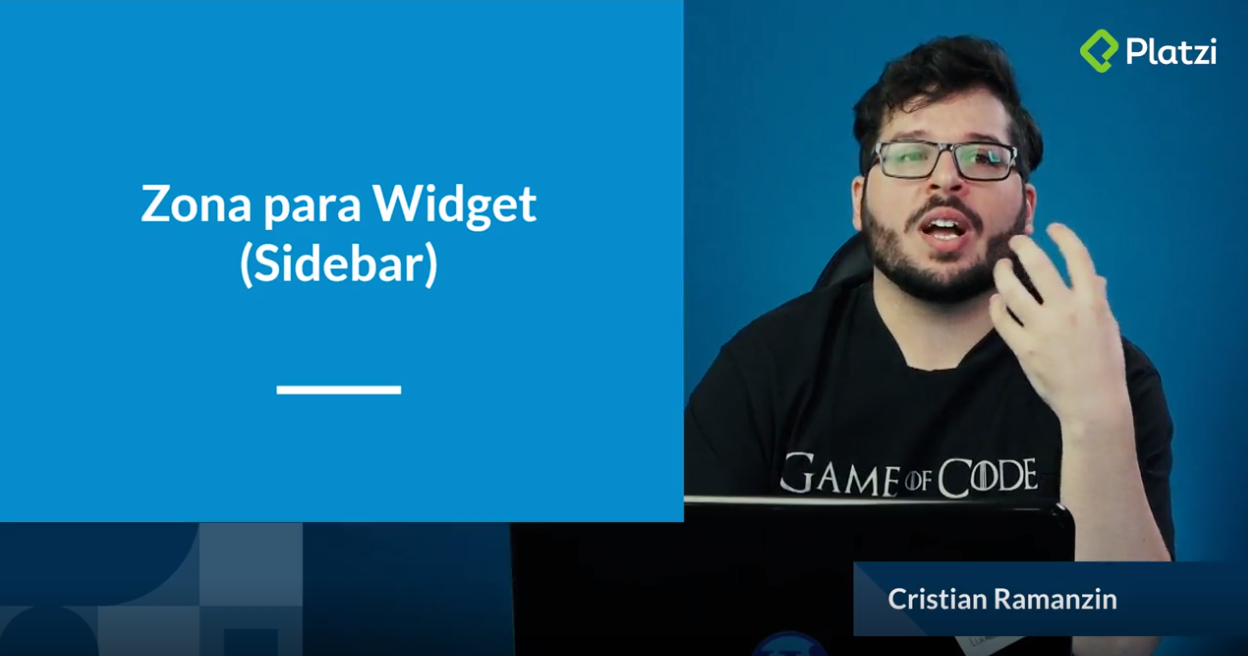 Zona para Widget
(Sidebar)
Platzi
GAME OF CODE
Cristian Ramanzin